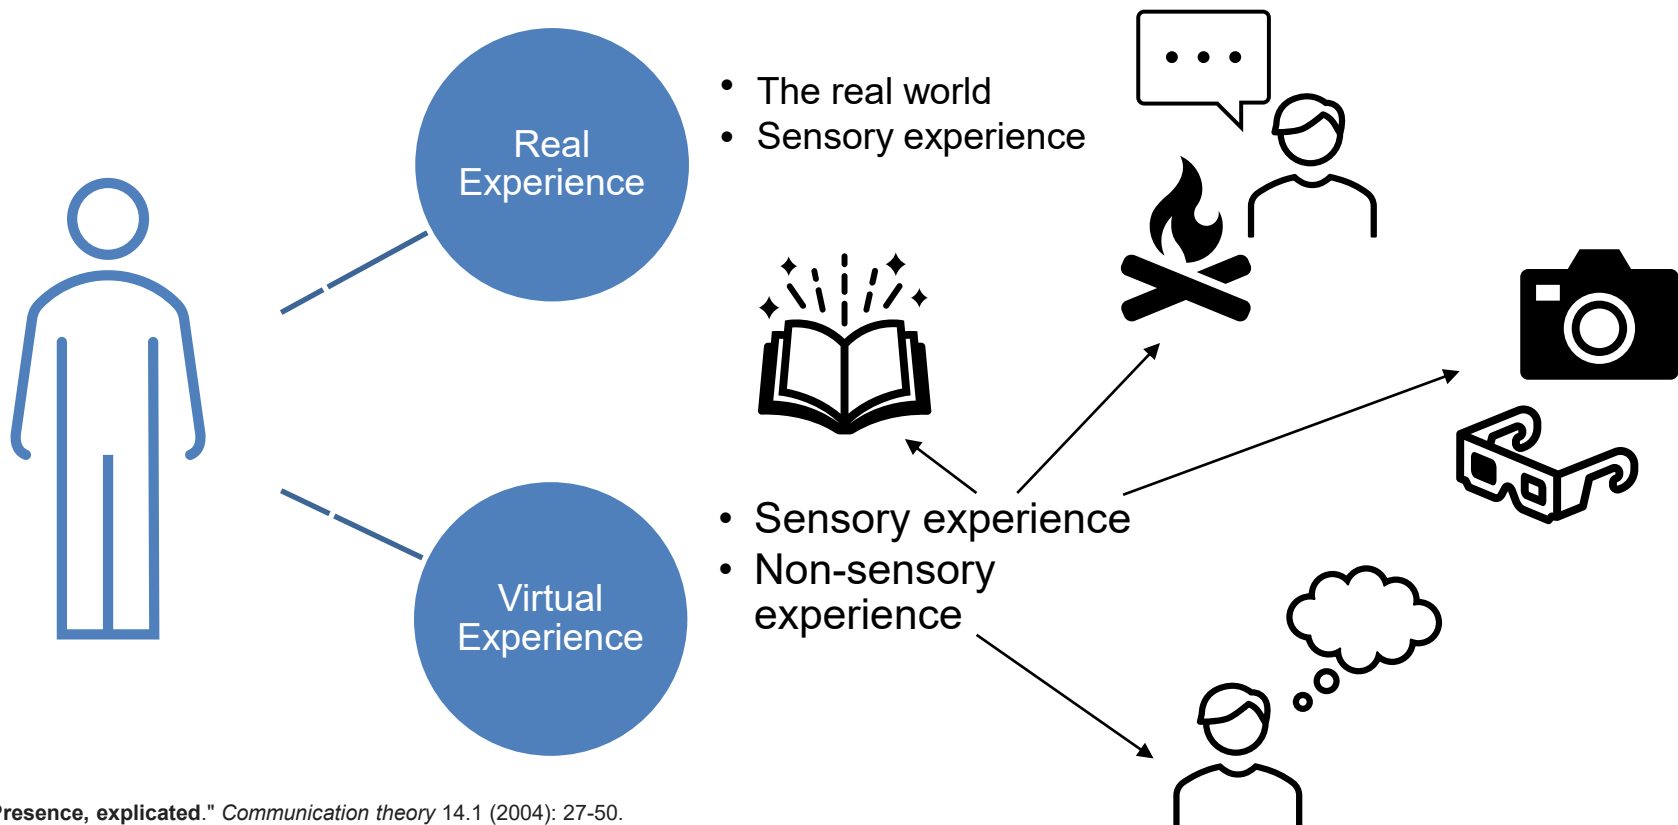 Real
Experience
• The real world
• Sensory experience
Virtual
Experience
• Sensory experience
• Non-sensory
experience
Presence, explicated." Communication theory 14.1 (2004): 27-50.